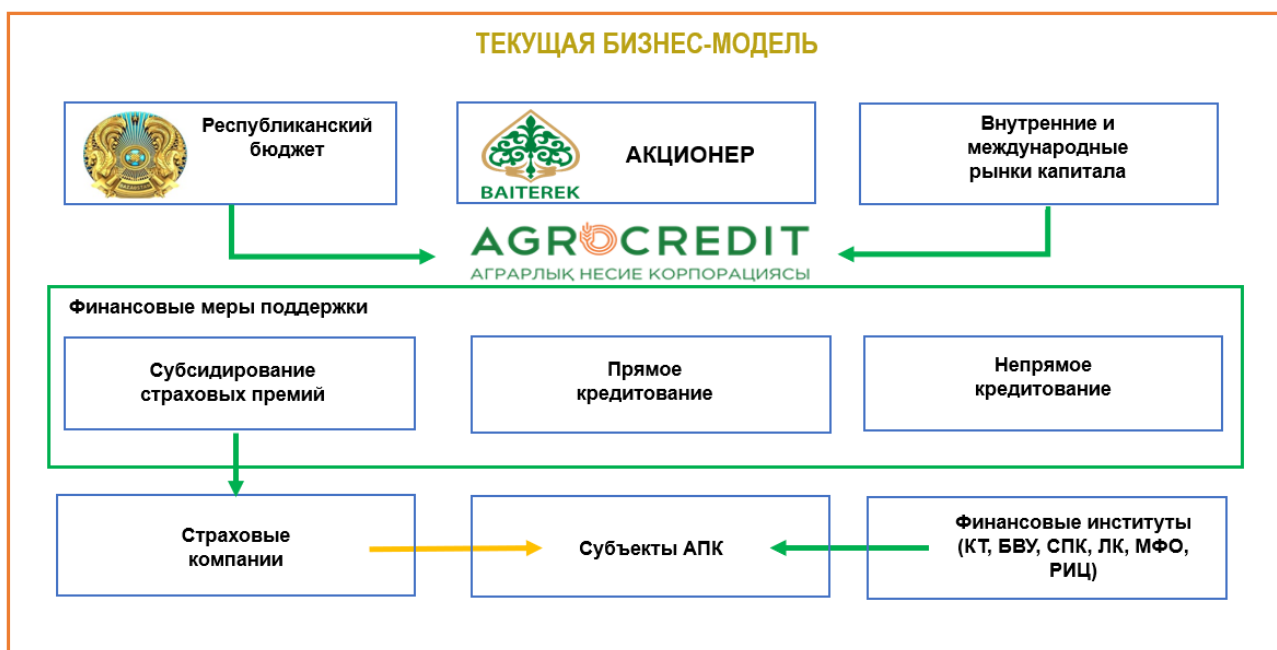 ТЕКУЩАЯ БИЗНЕС-МОДЕЛЬ
Республиканский
бюджет
BAITEREK
АКЦИОНЕР
Внутренние и
международные
рынки капитала
AGROCREDIT
АГРАРЛЫҚ НЕСИЕ КОРПОРАЦИЯСЫ
Финансовые меры поддержки
Субсидирование
страховых премий
Прямое
кредитование
Непрямое
кредитование
Страховые
компании
Субъекты АПК
Финансовые институты
(КТ, БВУ, СПК, ЛК, МФО,
РИЦ)